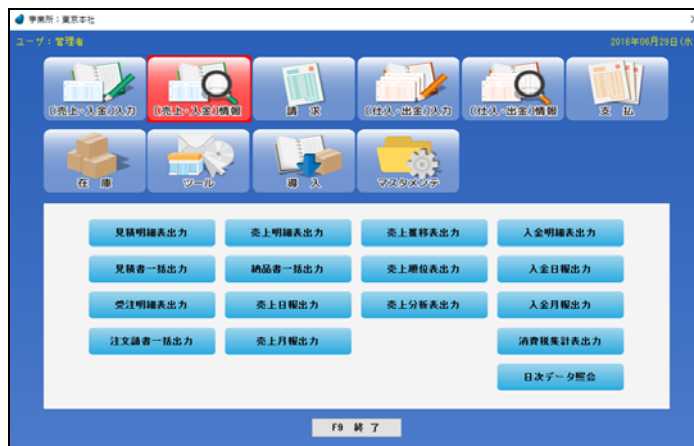 事業所：東京本社
ユーザ：管理者
2016年06月29日(水
(売上・入金)入力
(売上・入金)情報
請 求
(仕入・出金)入力
(仕入・出金)情報
支 払
在 庫
ツール
導 入
マスタメンテ
見積明細表出力
売上明細表出力
売上推移表出力
入金明細表出力
見積書一括出力
納品書一括出力
売上順位表出力
入金日報出力
受注明細表出力
売上日報出力
売上分析表出力
入金月報出力
注文請書一括出力
売上月報出力
消費税集計表出力
日次データ照会
F9 終 了